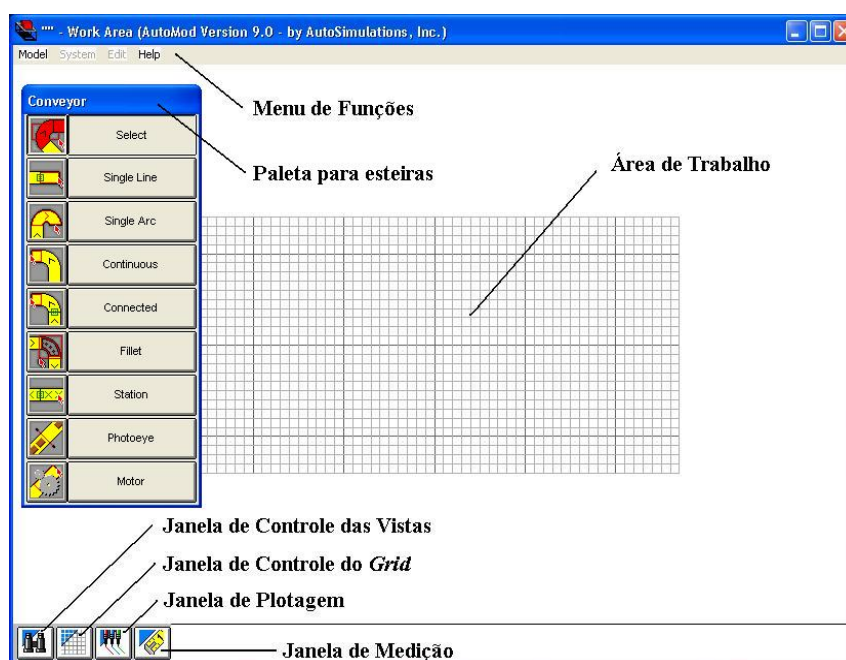 "" - Work Area (AutoMod Version 9.0 - by AutoSimulations, Inc.)
Model System Edit Help
Menu de Funções
Conveyor
Select
Single Line
Paleta para esteiras
Área de Trabalho
Single Arc
Continuous
Connected
Fillet
Station
Photoeye
Motor
Janela de Controle das Vistas
Janela de Controle do Grid
Janela de Plotagem
Janela de Medição